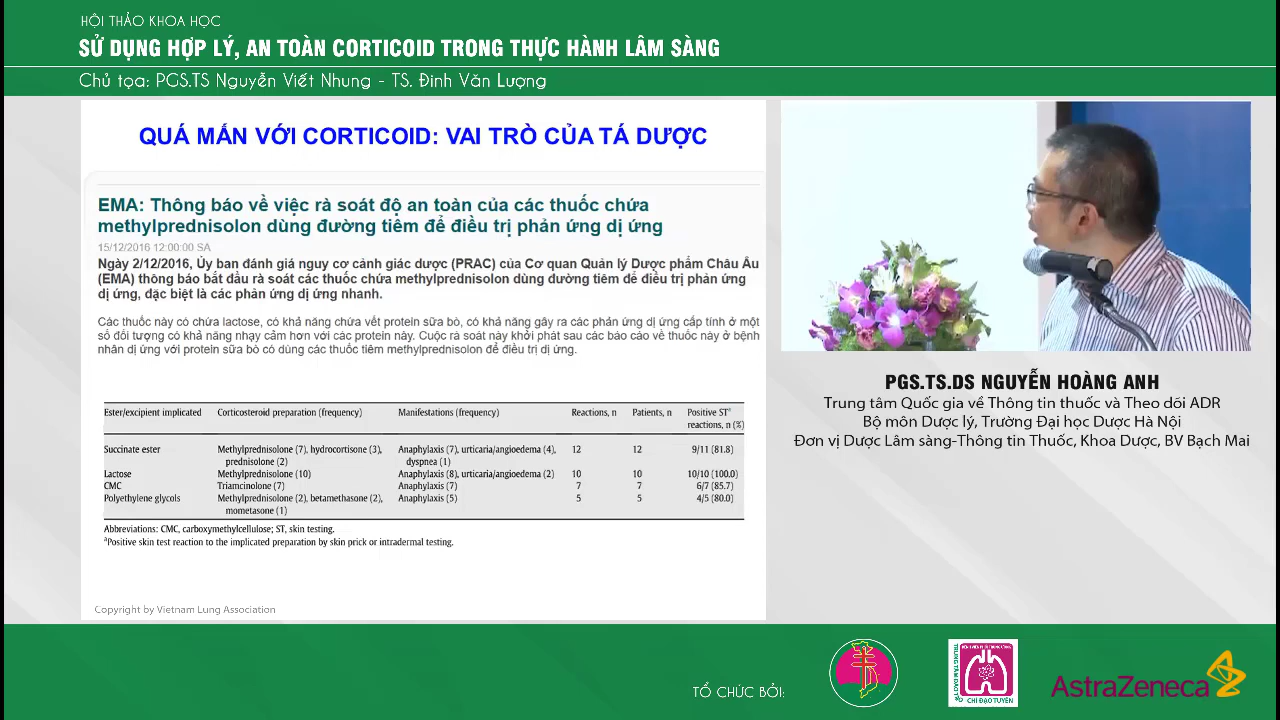 HỘI THẢO KHOA HỌC
SỬ DỤNG HỢP LÝ, AN TOÀN CORTICOID TRONG THỰC HÀNH LÂM SÀNG
Chủ tọa: PGS.TS Nguyễn Viết Nhung - TS. Đinh Văn Lượng
QUÁ MẪN VỚI CORTICOID: VAI TRÒ CỦA TÁ DƯỢC
EMA: Thông báo về việc rà soát độ an toàn của các thuốc chứa
methylprednisolon dùng đường tiêm để điều trị phản ứng dị ứng
15/12/2016 12:00:00 SA
Ngày 2/12/2016, Ủy ban đánh giá nguy cơ cảnh giác dược (PRAC) của Cơ quan Quản lý Dược phẩm Châu Âu
(EMA) thông báo bắt đầu rà soát các thuốc chứa methylprednisolon dùng đường tiêm để điều trị phản ứng
dị ứng, đặc biệt là các phản ứng dị ứng nhanh.
Các thuốc này có chứa lactose, có khả năng chứa vết protein sữa bò, có khả năng gây ra các phản ứng dị ứng cấp tính ở một
số đối tượng có khả năng nhạy cảm hơn với các protein này. Cuộc rà soát này khởi phát sau các báo cáo về thuốc này ở bệnh
nhân dị ứng với protein sữa bò có dùng các thuốc tiêm methylprednisolon để điều trị dị ứng.
Ester/excipient implicated Corticosteroid preparation (frequency) Manifestations (frequency) Reactions, n Patients, n Positive STa
reactions, n (%)
Succinate ester Methylprednisolone (7), hydrocortisone (3), Anaphylaxis (7), urticaria/angioedema (4), 12 12 9/11 (81.8)
prednisolone (2) dyspnea (1)
Lactose Methylprednisolone (10) Anaphylaxis (8), urticaria/angioedema (2) 10 10 10/10 (100.0)
CMC Triamcinolone (7) Anaphylaxis (7) 7 7 6/7 (85.7)
Polyethylene glycols Methylprednisolone (2), betamethasone (2), Anaphylaxis (5) 5 5 4/5 (80.0)
mometasone (1)
Abbreviations: CMC, carboxymethylcellulose; ST, skin testing.
aPositive skin test reaction to the implicated preparation by skin prick or intradermal testing.
Copyright by Vietnam Lung Association
PGS.TS.DS NGUYỄN HOÀNG ANH
Trung tâm Quốc gia về Thông tin thuốc và Theo dõi ADR
Bộ môn Dược lý, Trường Đại học Dược Hà Nội
Đơn vị Dược Lâm sàng-Thông tin Thuốc, Khoa Dược, BV Bạch Mai
TỔ CHỨC BỞI:
CHỈ ĐẠO TUYẾN
AstraZeneca